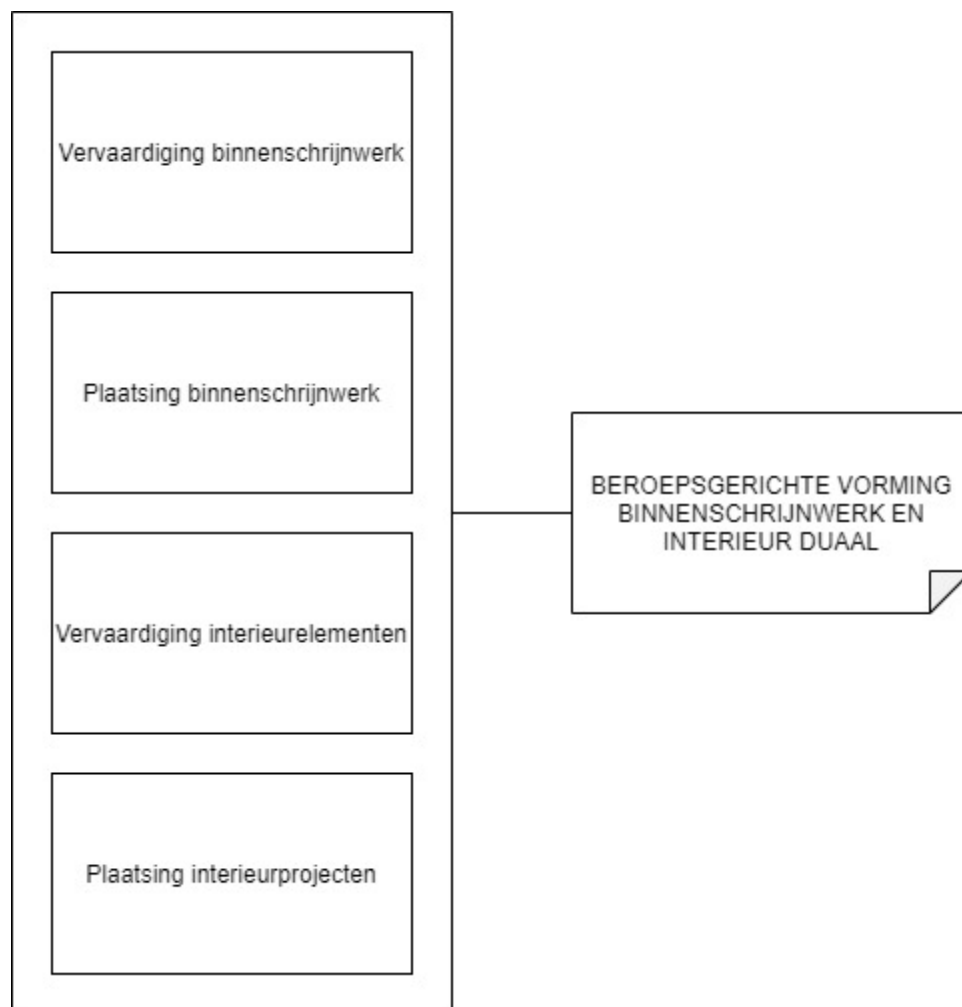 Vervaardiging binnenschrijnwerk
Plaatsing binnenschrijnwerk
Vervaardiging interieurelementen
Plaatsing interieurprojecten
BEROEPSGERICHTE VORMING
BINNENSCHRIJNWERK EN
INTERIEUR DUAAL